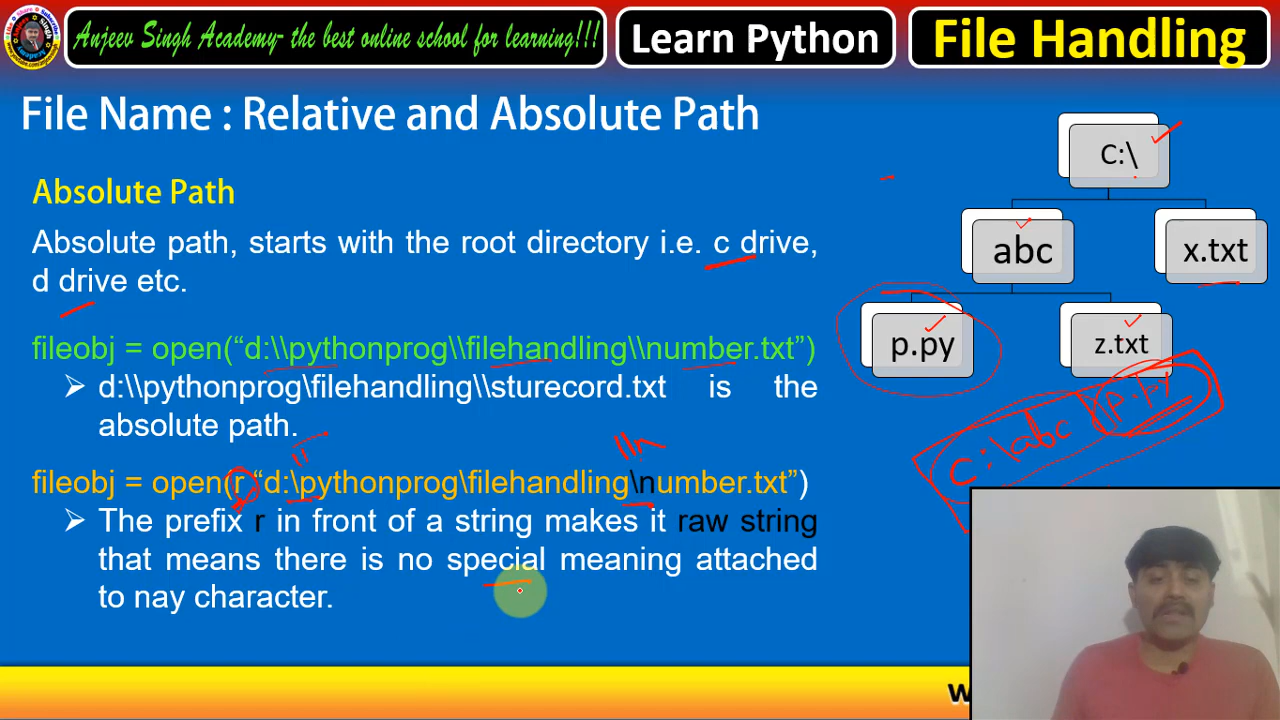 Anjeev Singh Academy- the best online school for learning!!!
Learn Python
File Handling
File Name : Relative and Absolute Path
Absolute Path
Absolute path, starts with the root directory i.e. c drive,
d drive etc.
fileobj = open(“d:\\pythonprog\\filehandling\\number.txt”)
➢ d:\\pythonprog\filehandling\\sturecord.txt is the
absolute path.
fileobj = open(r “d:\pythonprog\filehandling\number.txt”)
➢ The prefix r in front of a string makes it raw string
that means there is no special meaning attached
to nay character.
C:\
abc
x.txt
p.py
z.txt
c:\abc\p.py
\\
\\n
w